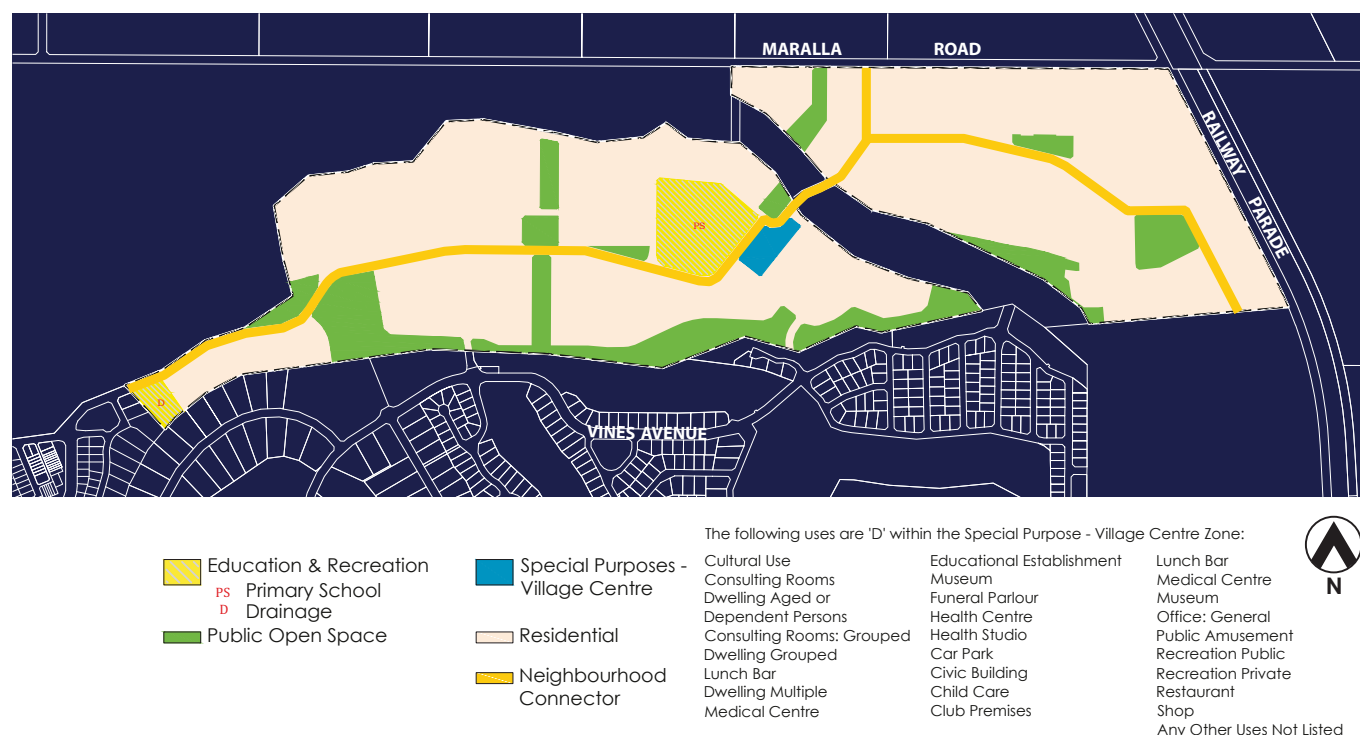 MARALLA ROAD
RAILWAY PARADE
PS
D
VINES AVENUE
Education & Recreation
PS Primary School
D Drainage
Public Open Space
Special Purposes -
Village Centre
Residential
Neighbourhood
Connector
The following uses are 'D' within the Special Purpose - Village Centre Zone:
Cultural Use
Consulting Rooms
Dwelling Aged or
Dependent Persons
Consulting Rooms: Grouped
Dwelling Grouped
Lunch Bar
Dwelling Multiple
Medical Centre
Educational Establishment
Museum
Funeral Parlour
Health Centre
Health Studio
Car Park
Civic Building
Child Care
Club Premises
Lunch Bar
Medical Centre
Museum
Office: General
Public Amusement
Recreation Public
Recreation Private
Restaurant
Shop
Any Other Uses Not Listed
N